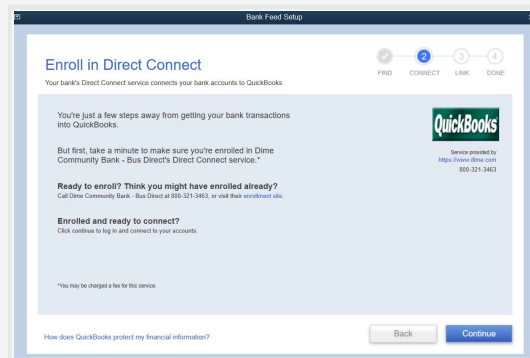 Bank Feed Setup
Enroll in Direct Connect
Your bank's Direct Connect service connects your bank accounts to QuickBooks
2
3
4
FIND
CONNECT
LINK
DONE
You're just a few steps away from getting your bank transactions
into QuickBooks.
But first, take a minute to make sure you're enrolled in Dime
Community Bank - Bus Direct's Direct Connect service.*
Ready to enroll? Think you might have enrolled already?
Call Dime Community Bank - Bus Direct at 800-321-3463, or visit their enrollment site.
Enrolled and ready to connect?
Click continue to log in and connect to your accounts.
*You may be charged a fee for this service.
QuickBooks
Service provided by
https://www.dime.com
800-321-3463
How does QuickBooks protect my financial information?
Back
Continue